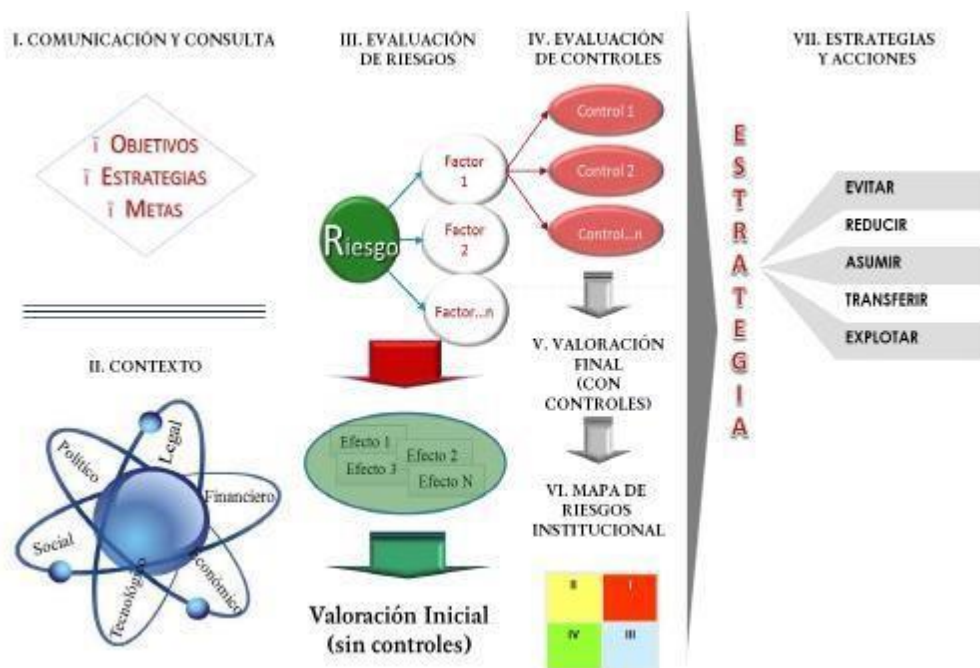 I. COMUNICACIÓN Y CONSULTA
ï OBJETIVOS
ï ESTRATEGIAS
ï METAS
II. CONTEXTO
Político
Legal
Financiero
Social
Tecnológico
Económico
III. EVALUACIÓN
DE RIESGOS
Riesgo
Factor
1
Factor
2
Factor...n
Efecto 1
Efecto 2
Efecto 3
Efecto N
Valoración Inicial
(sin controles)
IV. EVALUACIÓN
DE CONTROLES
Control 1
Control 2
Control...n
V. VALORACIÓN
FINAL
(CON
CONTROLES)
VI. MAPA DE
RIESGOS
INSTITUCIONAL
II
I
IV
III
ESTRATEGIA
VII. ESTRATEGIAS
Y ACCIONES
EVITAR
REDUCIR
ASUMIR
TRANSFERIR
EXPLOTAR